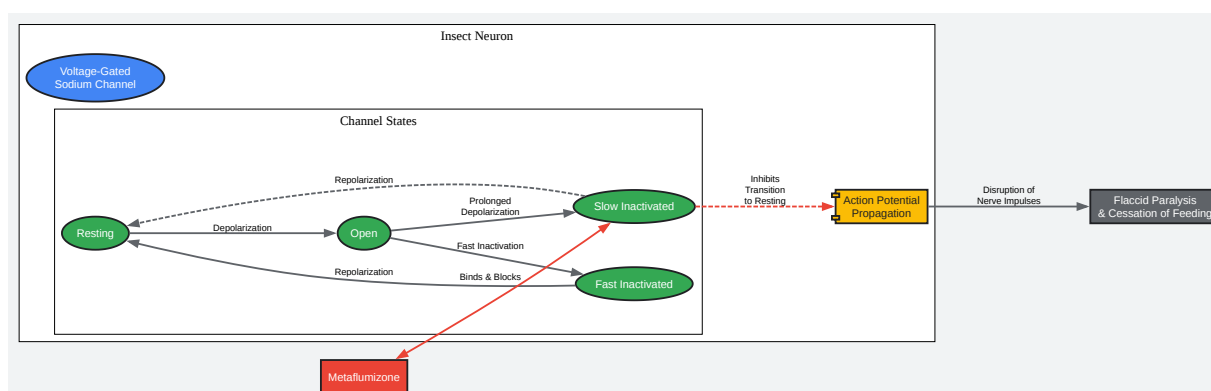 Insect Neuron
Voltage-Gated
Sodium Channel
Channel States
Repolarization
Inhibits
Transition
to Resting
Prolonged
Depolarization
Slow Inactivated
Action Potential
Propagation
Disruption of
Nerve Impulses
Flaccid Paralysis
& Cessation of Feeding
Resting
Depolarization
Open
Fast Inactivation
Repolarization
Binds & Blocks
Fast Inactivated
Metaflumizone